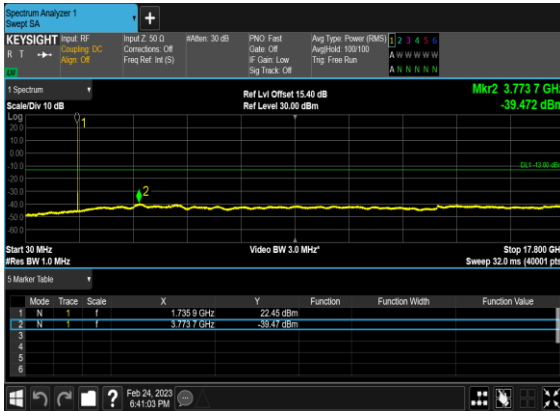 Spectrum Analyzer 1
Swept SA
KEYSIGHT Input: RF Input Z: 50 Ω #Atten: 30 dB PNO: Fast Avg Type: Power (RMS) 1 2 3 4 5 6
R T Coupling: DC Corrections: Off Gate: Off Avg|Hold: 100/100 A W W W W W
Align: Off Freq Ref: Int (S) IF Gain: Low Trig: Free Run
Sig Track: Off A N N N N N
LXI
1 Spectrum Ref Lvl Offset 15.40 dB Mkr2 3.773 7 GHz
Scale/Div 10 dB Ref Level 30.00 dBm -39.472 dBm
Log
20.0
10.0
0.00
-10.0
DL1 -13.00 dBm
-20.0
-30.0
-40.0
-50.0
-60.0
1
2
Start 30 MHz Video BW 3.0 MHz* Stop 17.800 GHz
#Res BW 1.0 MHz Sweep 32.0 ms (40001 pts)
5 Marker Table
Mode Trace Scale X Y Function Function Width Function Value
1 N 1 f 1.735 9 GHz 22.45 dBm
2 N 1 f 3.773 7 GHz -39.47 dBm
3
4
5
6
Feb 24, 2023
6:41:03 PM